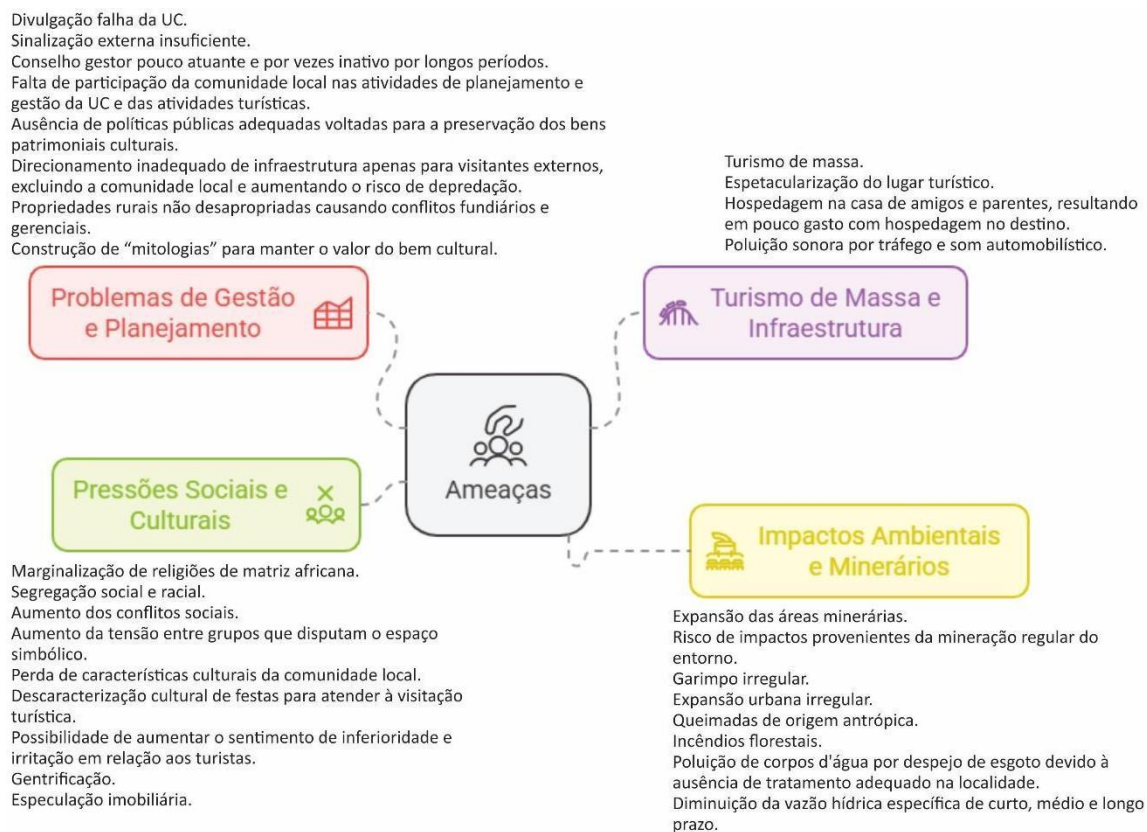 Divulgação falha da UC.
Sinalização externa insuficiente.
Conselho gestor pouco atuante e por vezes inativo por longos períodos.
Falta de participação da comunidade local nas atividades de planejamento e
gestão da UC e das atividades turísticas.
Ausência de políticas públicas adequadas voltadas para a preservação dos bens
patrimoniais culturais.
Direcionamento inadequado de infraestrutura apenas para visitantes externos,
excluindo a comunidade local e aumentando o risco de depredação.
Propriedades rurais não desapropriadas causando conflitos fundiários e
gerenciais.
Construção de “mitologias” para manter o valor do bem cultural.
Problemas de Gestão
e Planejamento
Turismo de massa.
Espetacularização do lugar turístico.
Hospedagem na casa de amigos e parentes, resultando
em pouco gasto com hospedagem no destino.
Poluição sonora por tráfego e som automobilístico.
Turismo de Massa e
Infraestrutura
Ameaças
Pressões Sociais e
Culturais
Marginalização de religiões de matriz africana.
Segregação social e racial.
Aumento dos conflitos sociais.
Aumento da tensão entre grupos que disputam o espaço
simbólico.
Perda de características culturais da comunidade local.
Descaracterização cultural de festas para atender à visitação
turística.
Possibilidade de aumentar o sentimento de inferioridade e
irritação em relação aos turistas.
Gentrificação.
Especulação imobiliária.
Impactos Ambientais
e Minerários
Expansão das áreas minerárias.
Risco de impactos provenientes da mineração regular do
entorno.
Garimpo irregular.
Expansão urbana irregular.
Queimadas de origem antrópica.
Incêndios florestais.
Poluição de corpos d'água por despejo de esgoto devido à
ausência de tratamento adequado na localidade.
Diminuição da vazão hídrica específica de curto, médio e longo
prazo.